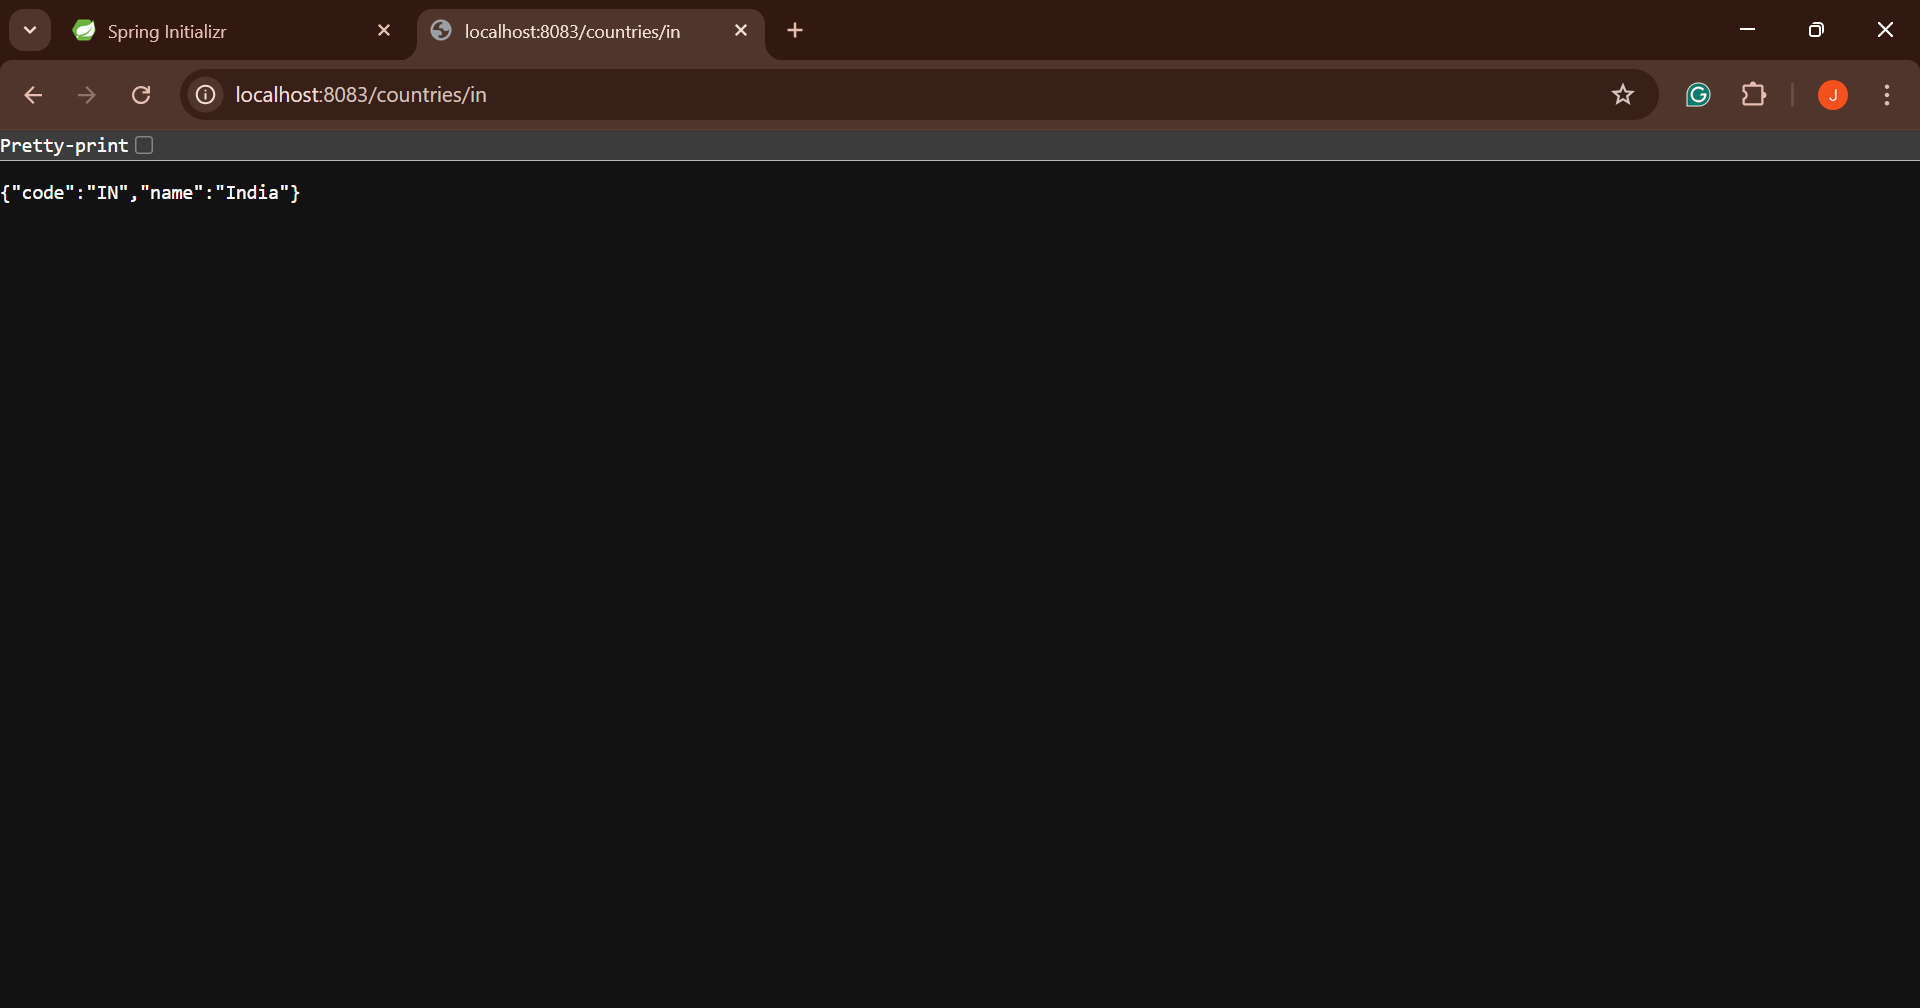 Spring Initializr
localhost:8083/countries/in
localhost:8083/countries/in
J
Pretty-print
{"code":"IN","name":"India"}